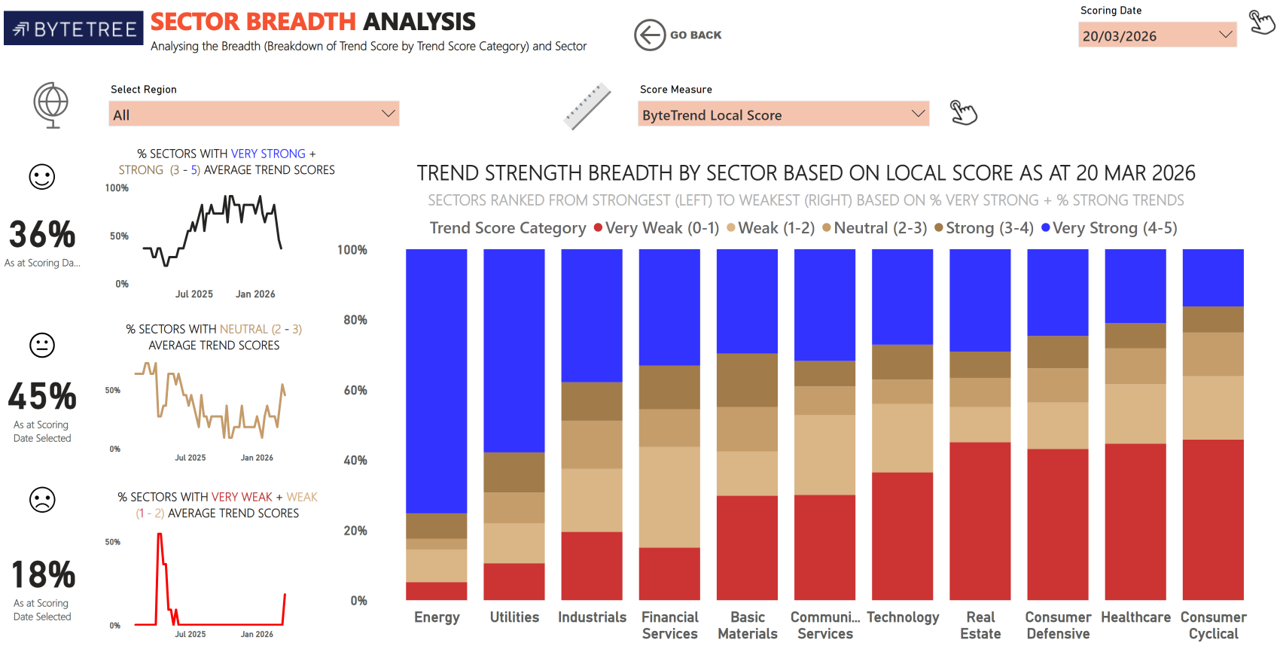 BYTETREE
SECTOR BREADTH ANALYSIS
Analysing the Breadth (Breakdown of Trend Score by Trend Score Category) and Sector
GO BACK
Scoring Date
20/03/2026
Select Region
All
Score Measure
ByteTrend Local Score
% SECTORS WITH VERY STRONG +
STRONG (3 - 5) AVERAGE TREND SCORES
100%
50%
0%
Jul 2025 Jan 2026
36%
As at Scoring Da...
% SECTORS WITH NEUTRAL (2 - 3)
AVERAGE TREND SCORES
50%
0%
Jul 2025 Jan 2026
45%
As at Scoring
Date Selected
% SECTORS WITH VERY WEAK + WEAK
(1 - 2) AVERAGE TREND SCORES
50%
0%
Jul 2025 Jan 2026
18%
As at Scoring
Date Selected
TREND STRENGTH BREADTH BY SECTOR BASED ON LOCAL SCORE AS AT 20 MAR 2026
SECTORS RANKED FROM STRONGEST (LEFT) TO WEAKEST (RIGHT) BASED ON % VERY STRONG + % STRONG TRENDS
Trend Score Category Very Weak (0-1) Weak (1-2) Neutral (2-3) Strong (3-4) Very Strong (4-5)
100%
80%
60%
40%
20%
0%
Energy
Utilities
Industrials
Financial
Services
Basic
Materials
Communi...
Services
Technology
Real
Estate
Consumer
Defensive
Healthcare
Consumer
Cyclical